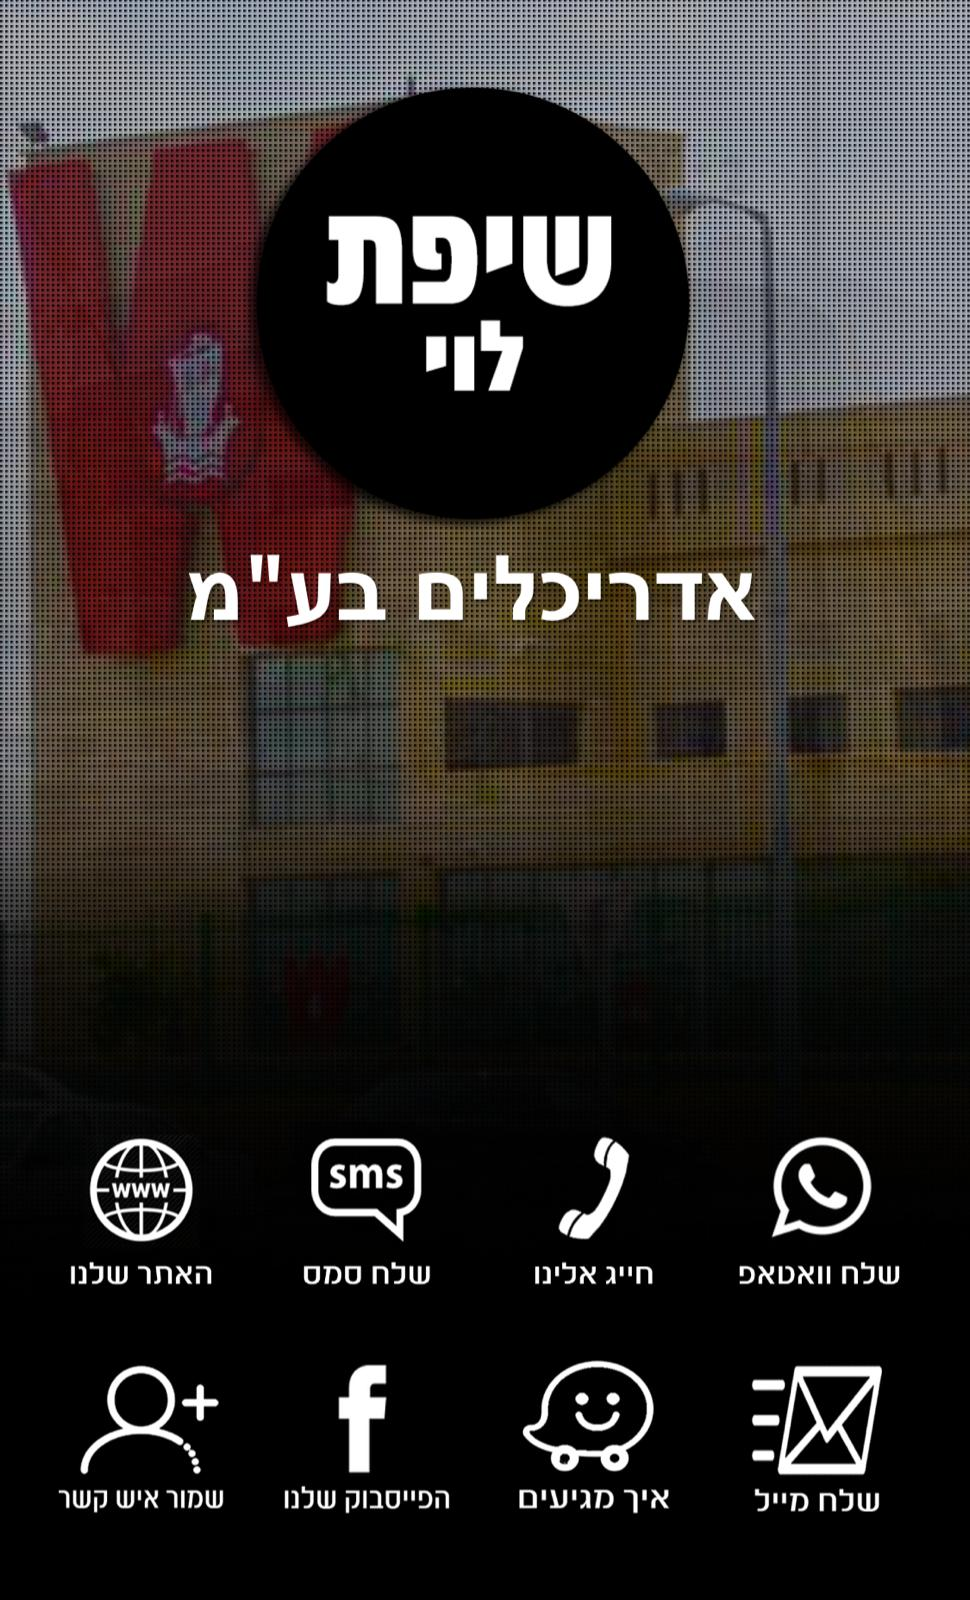 שיפת
לוי
אדריכלים בע"מ
שלח וואטאפ
חייג אלינו
sms
שלח סמס
www
האתר שלנו
שלח מייל
איך מגיעים
הפייסבוק שלנו
שמור איש קשר